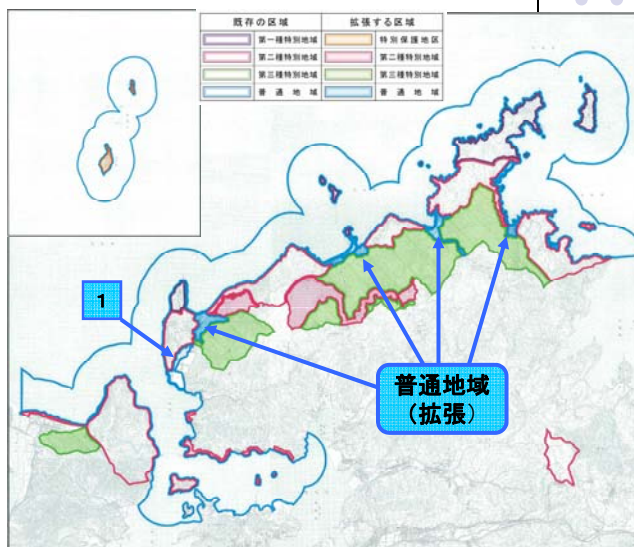 既存の区域 拡張する区域
第一種特別地域 特別保護地区
第二種特別地域 第二種特別地域
第三種特別地域 第三種特別地域
普通地域 普通地域
1
普通地域
（拡張）